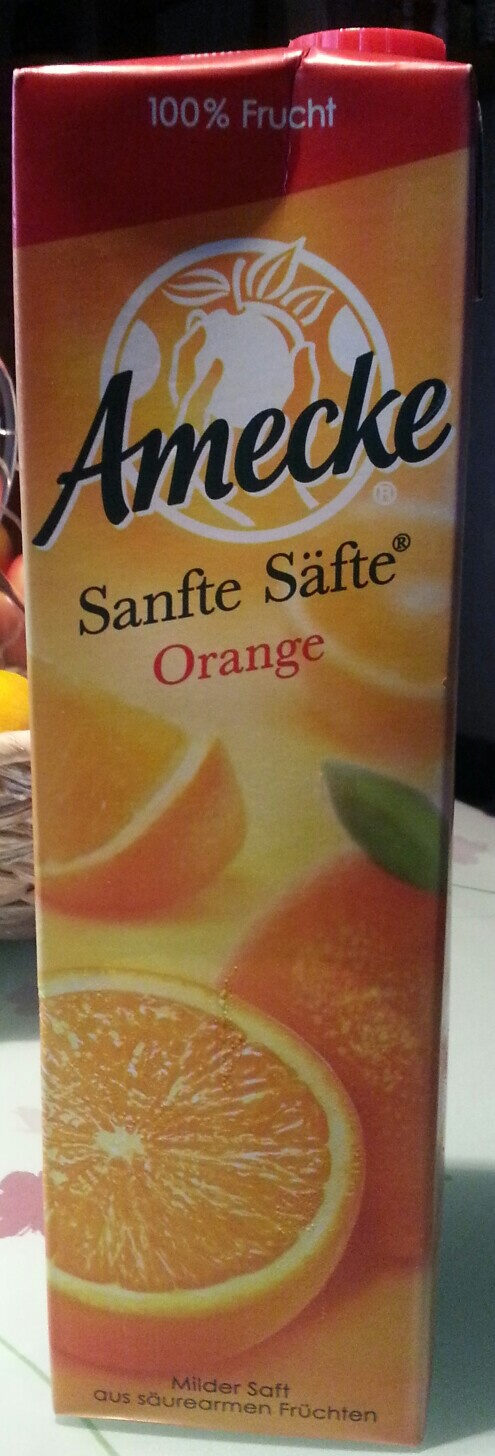 100% Frucht
Amecke®
Sanfte Säfte®
Orange
Milder Saft
aus säurearmen Früchten